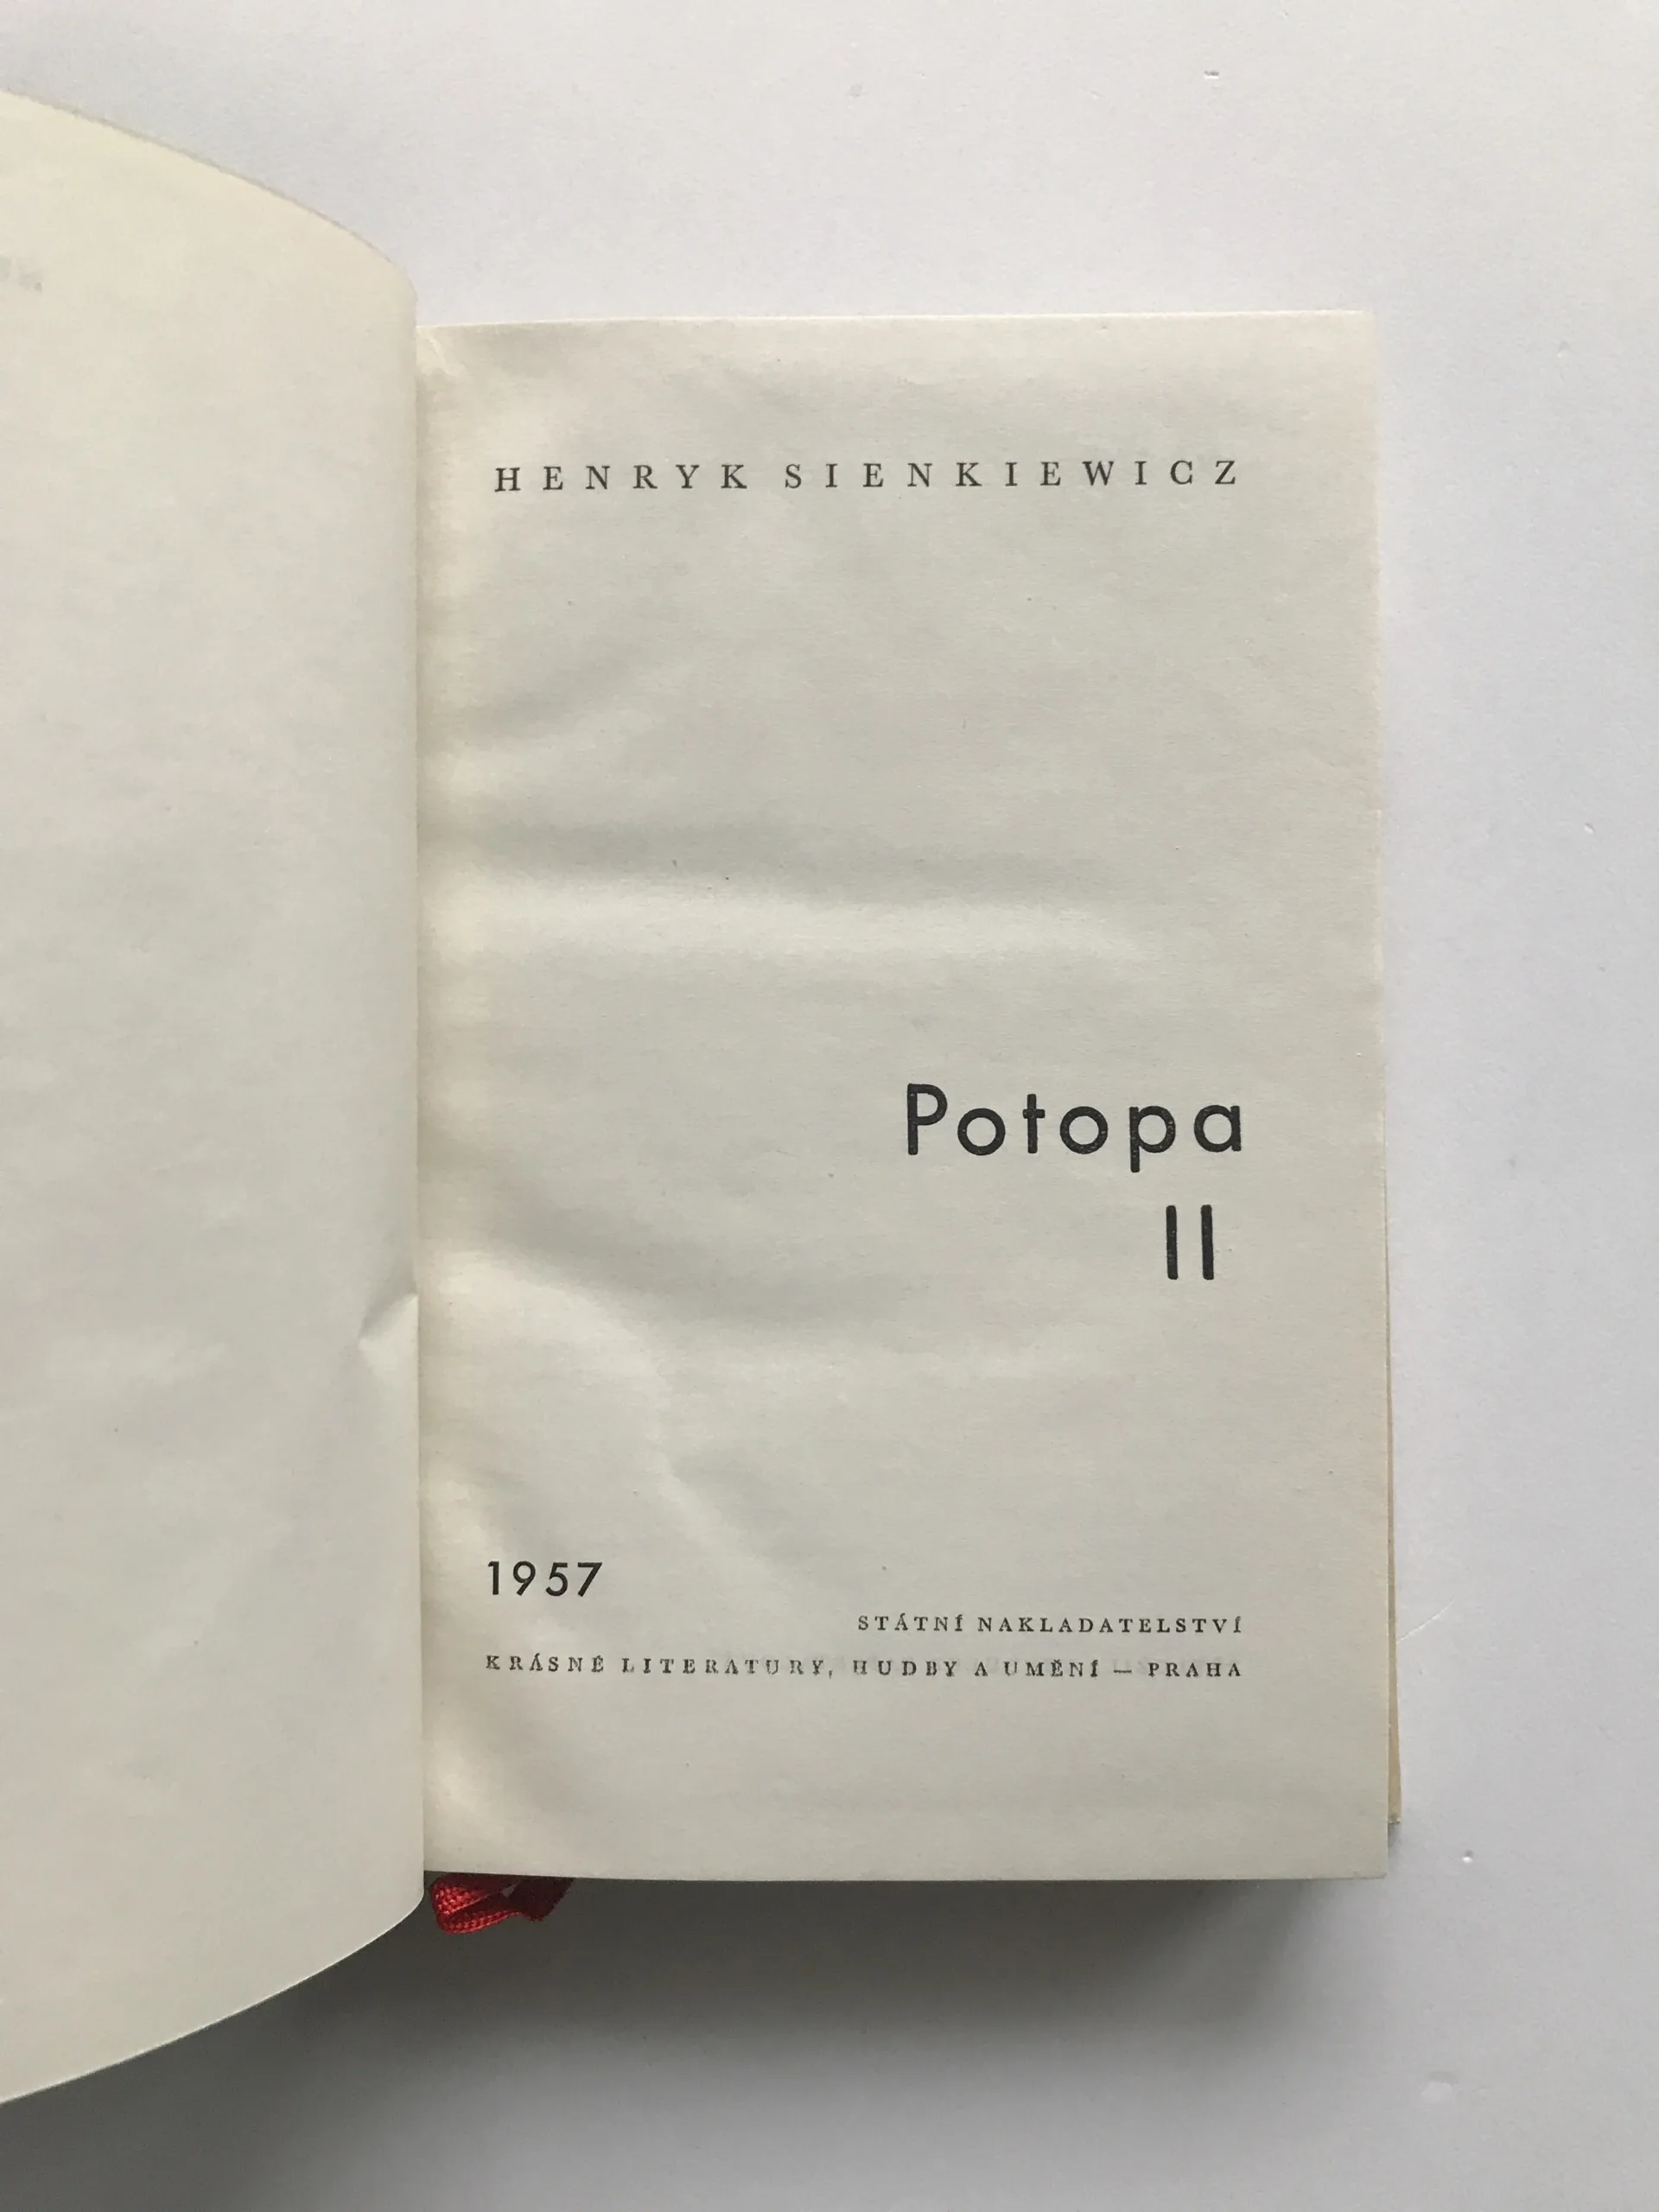 HENRYK SIENKIEWICZ
Potopa
II
1957
STÁTNÍ NAKLADATELSTVÍ
KRÁSNÉ LITERATURY, HUDBY A UMĚNÍ — PRAHA